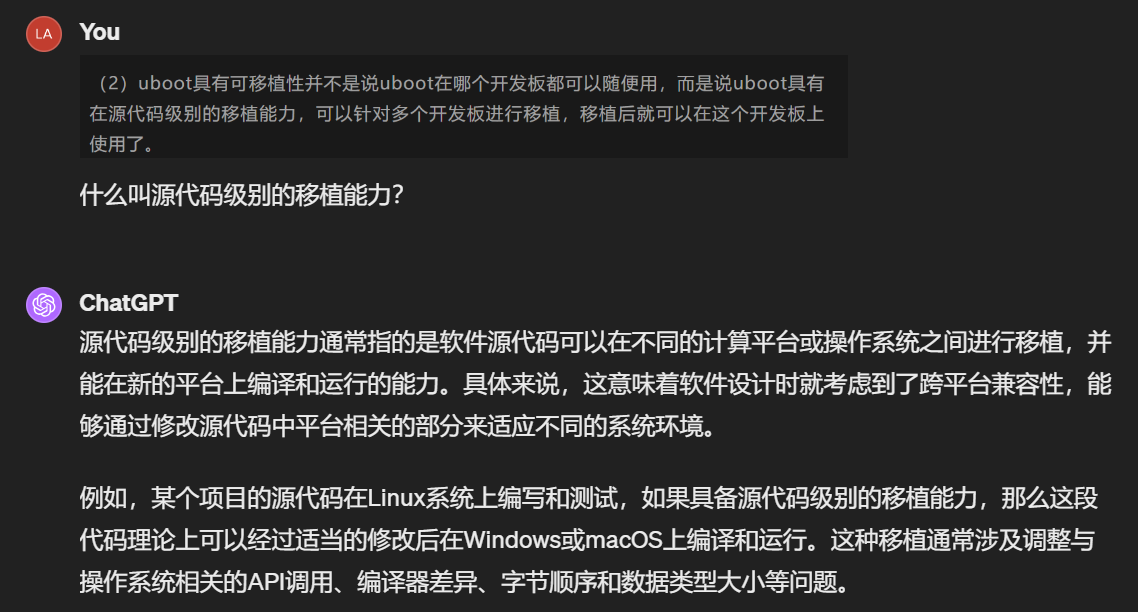 LA
You
（2）uboot具有可移植性并不是说uboot在哪个开发板都可以随便用，而是说uboot具有
在源代码级别的移植能力，可以针对多个开发板进行移植，移植后就可以在这个开发板上
使用了。
什么叫源代码级别的移植能力？
ChatGPT
源代码级别的移植能力通常指的是软件源代码可以在不同的计算平台或操作系统之间进行移植，并
能在新的平台上编译和运行的能力。具体来说，这意味着软件设计时就考虑到了跨平台兼容性，能
够通过修改源代码中平台相关的部分来适应不同的系统环境。
例如，某个项目的源代码在Linux系统上编写和测试，如果具备源代码级别的移植能力，那么这段
代码理论上可以经过适当的修改后在Windows或macOS上编译和运行。这种移植通常涉及调整与
操作系统相关的API调用、编译器差异、字节顺序和数据类型大小等问题。